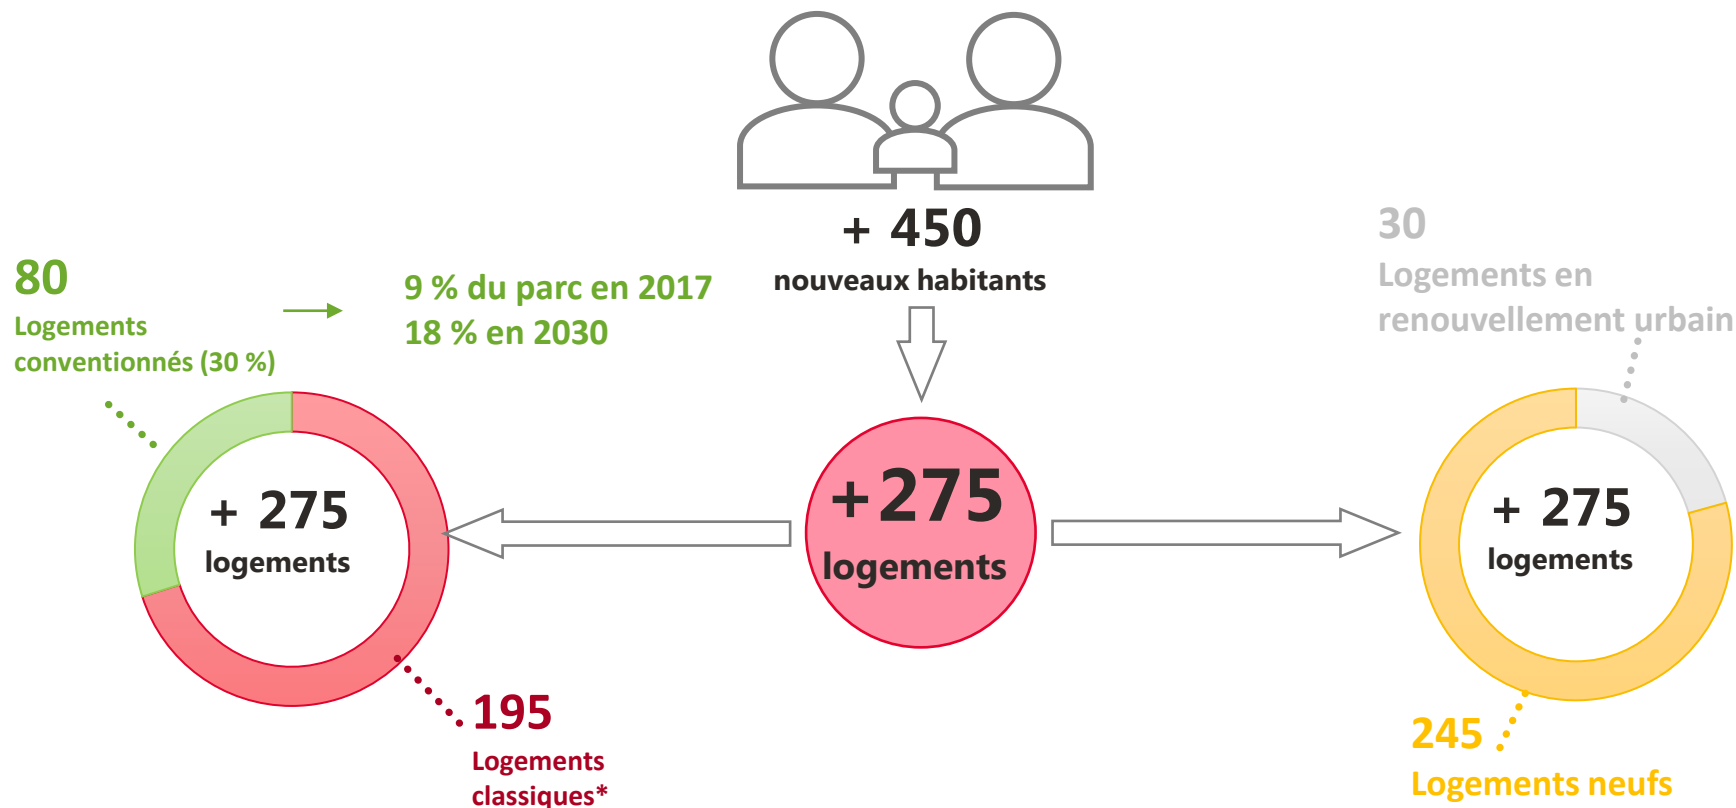 + 450
nouveaux habitants
80
Logements
conventionnés (30 %)
9 % du parc en 2017
18 % en 2030
30
Logements en
renouvellement urbain
+ 275
logements
+275
logements
+ 275
logements
195
Logements
classiques*
245
Logements neufs